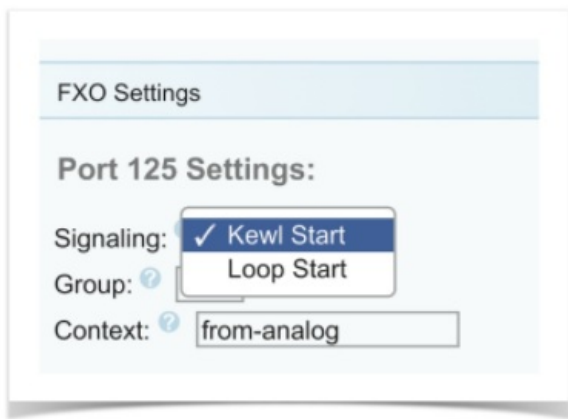 FXO Settings
Port 125 Settings:
Signaling: ? ✓ Kewl Start
Loop Start
Group: ?
Context: ? from-analog